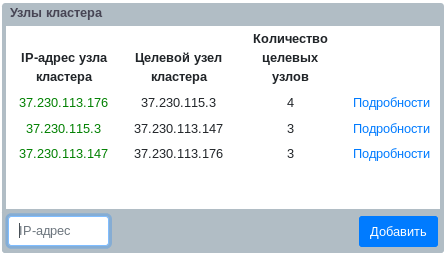 Узлы кластера
IP-адрес узла кластера Целевой узел кластера Количество целевых узлов
37.230.113.176 37.230.115.3 4 Подробности
37.230.115.3 37.230.113.147 3 Подробности
37.230.113.147 37.230.113.176 3 Подробности
IP-адрес Добавить